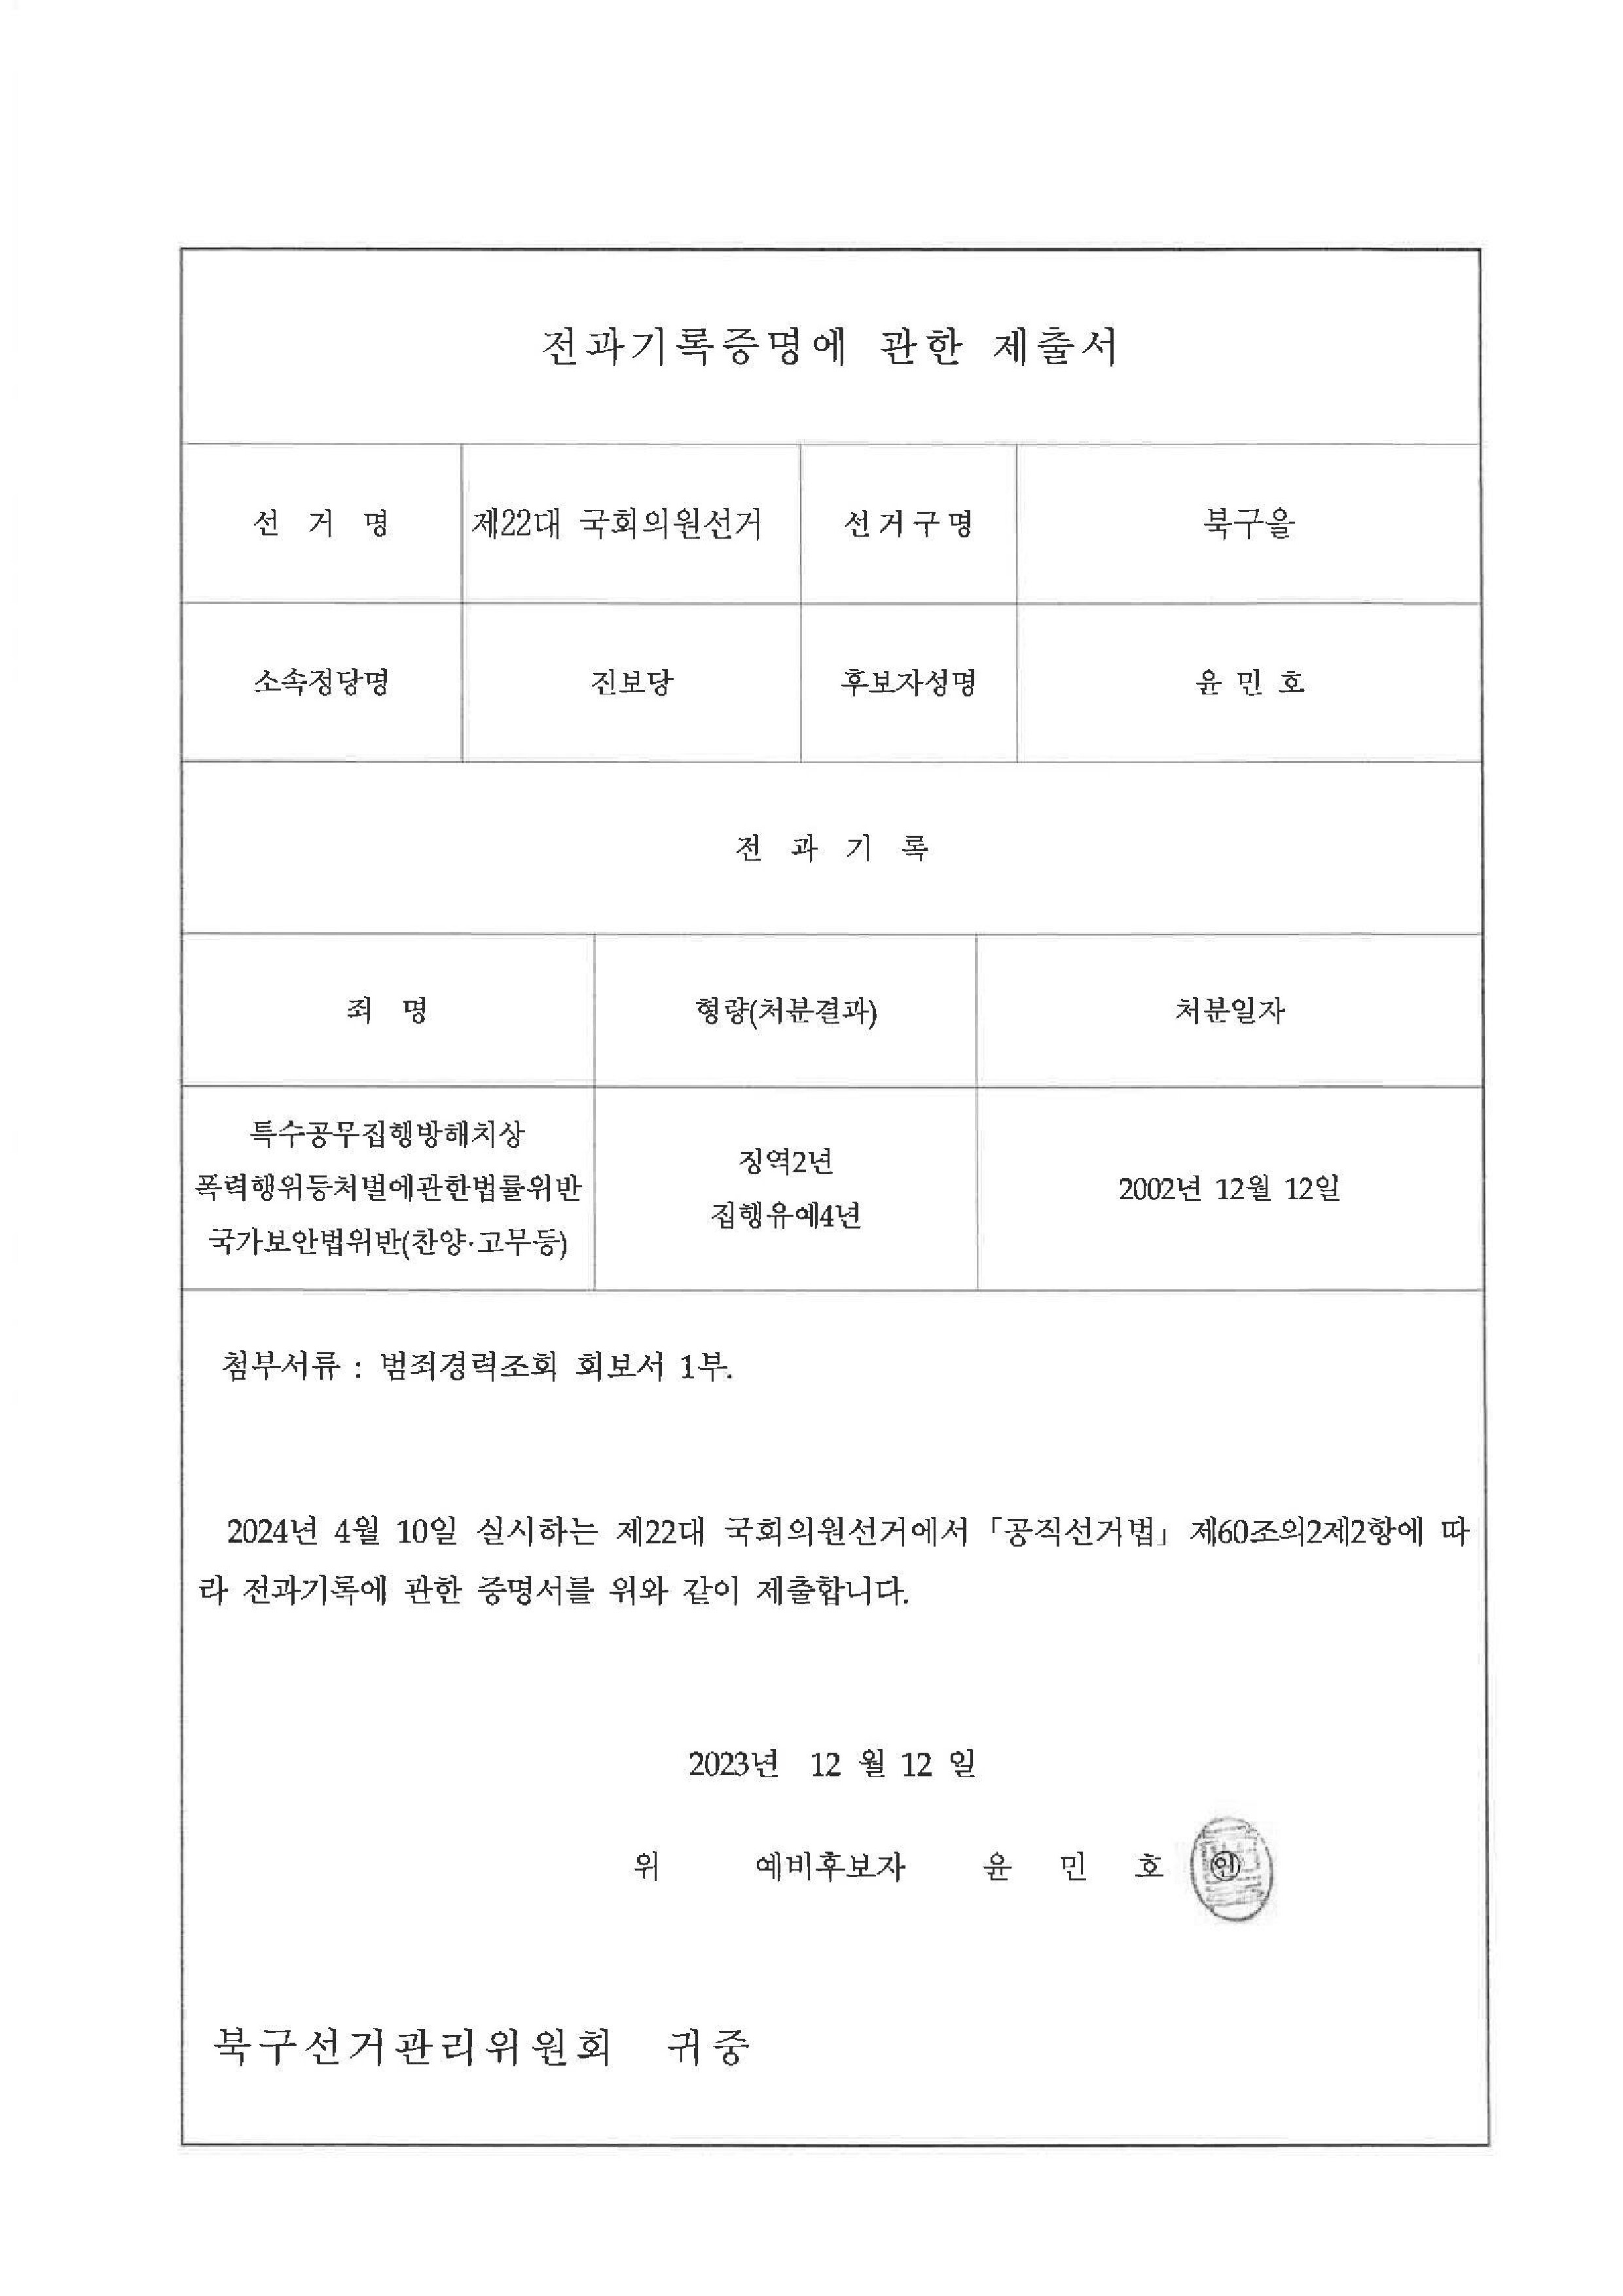 전과기록증명에 관한 제출서
선 거 명 제22대 국회의원선거 선거구명 북구을
소속정당명 진보당 후보자성명 윤 민 호
전 과 기 록
죄 명 형량(처분결과) 처분일자
특수공무집행방해치상
폭력행위등처벌에관한법률위반
국가보안법위반(찬양·고무등)
징역2년
집행유예4년
2002년 12월 12일
첨부서류 : 범죄경력조회 회보서 1부.
2024년 4월 10일 실시하는 제22대 국회의원선거에서 「공직선거법」 제60조의2제2항에 따
라 전과기록에 관한 증명서를 위와 같이 제출합니다.
2023년 12 월 12 일
위 예비후보자 윤 민 호 ㊞
북구선거관리위원회 귀중